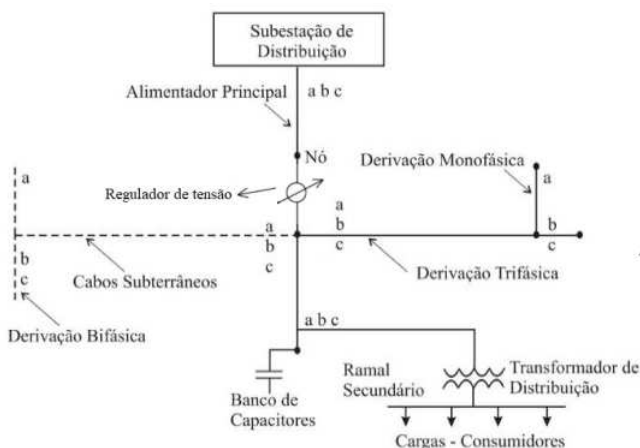 Subestação de
Distribuição
Alimentador Principal
a b c
Nó
Derivação Monofásica
a
a
Regulador de tensão
a
b
c
a
b
c
b
c
b
c
Cabos Subterrâneos
Derivação Trifásica
Derivação Bifásica
a b c
Ramal
Secundário
Transformador de
Distribuição
Banco de
Capacitores
Cargas - Consumidores